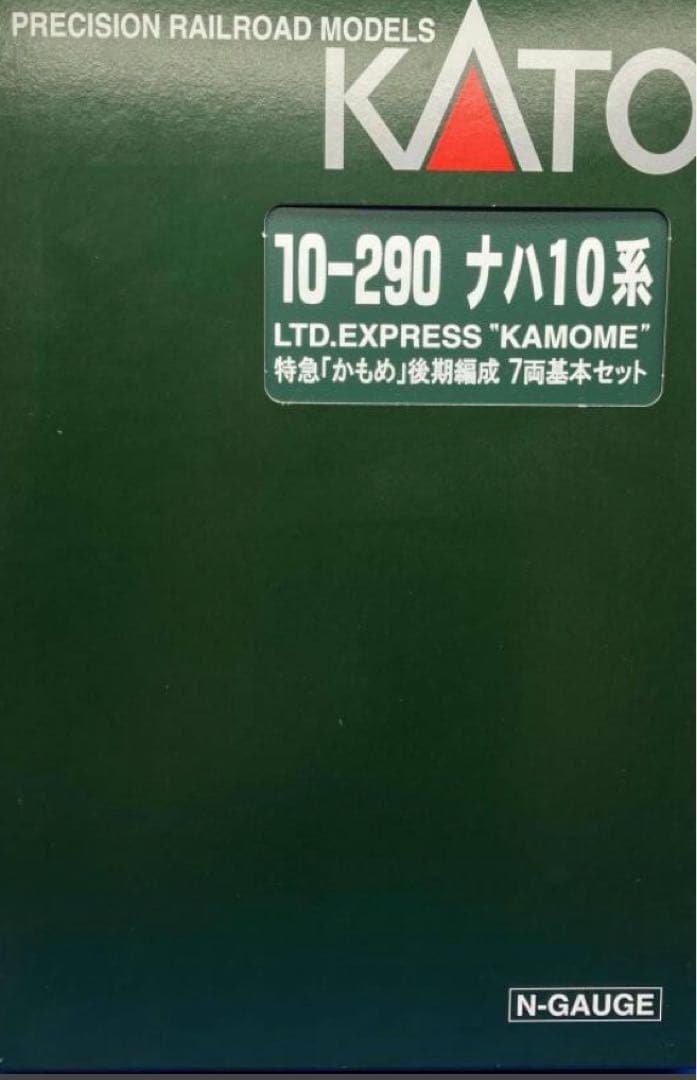 PRECISION RAILROAD MODELS
KATO
10-290 ナハ10系
LTD.EXPRESS "KAMOME"
特急「かもめ」後期編成 7両基本セット
N-GAUGE